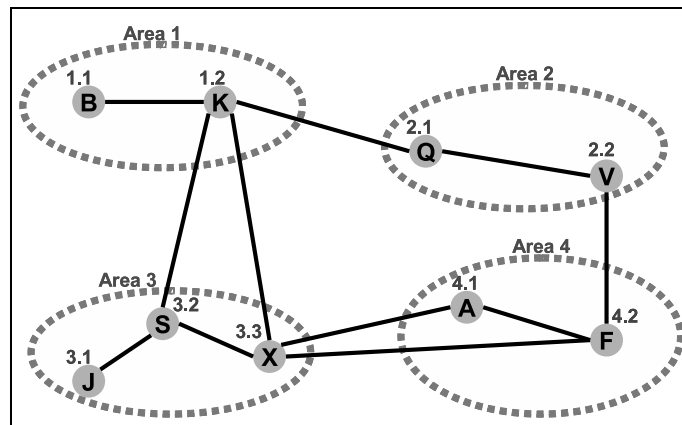 Area 1
1.1
B
1.2
K
Area 2
2.1
Q
2.2
V
Area 3
3.1
J
3.2
S
3.3
X
Area 4
4.1
A
4.2
F